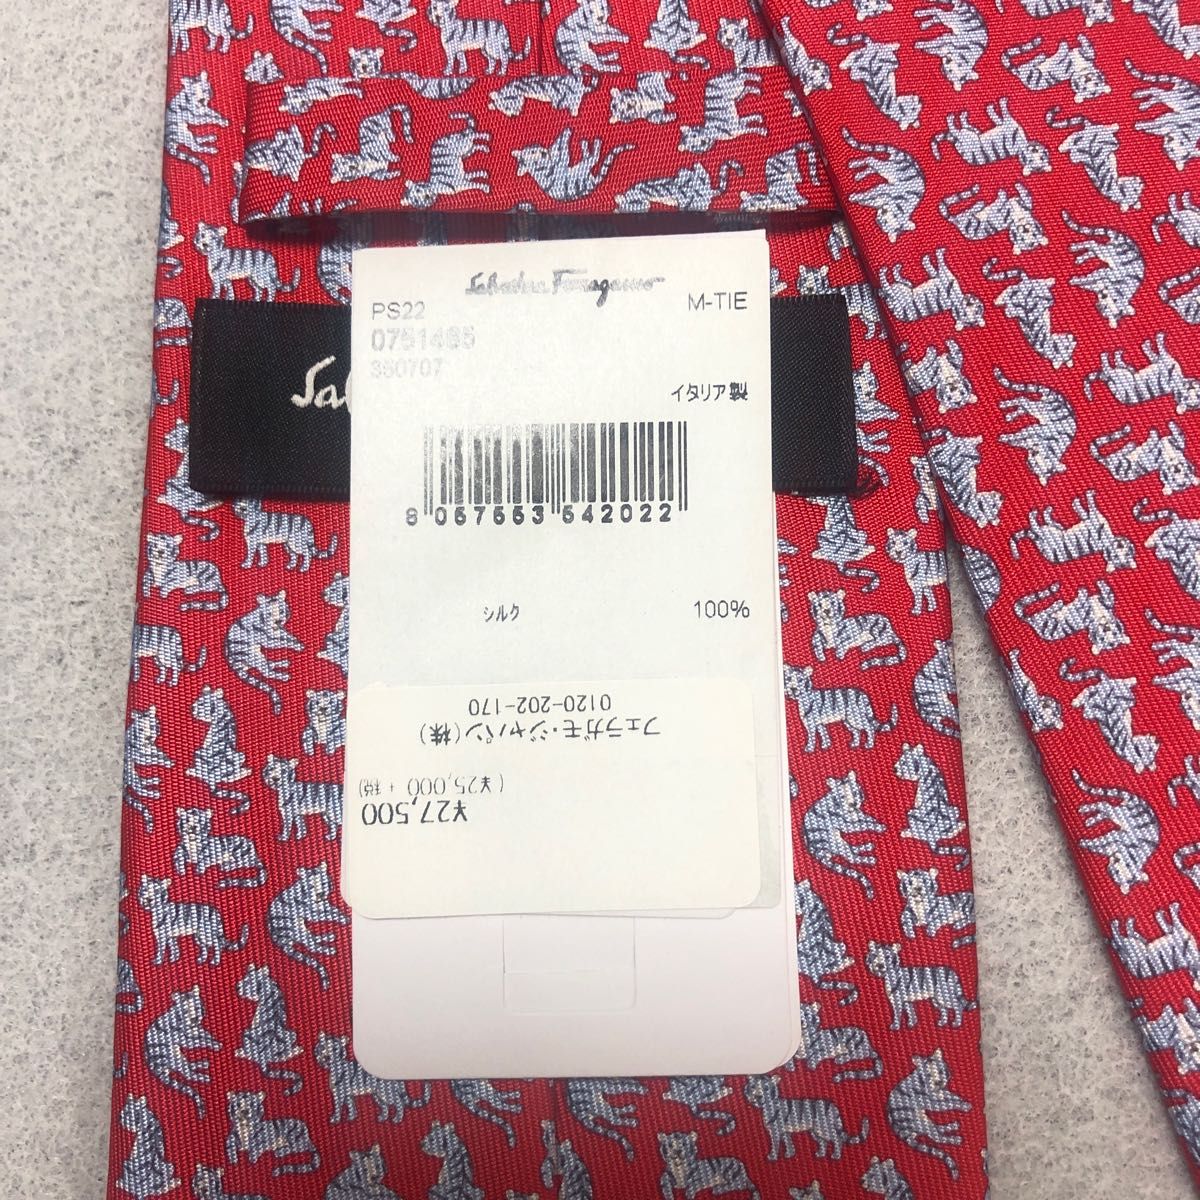 Salvatore Ferragamo
PS22
M-TIE
0751465
350707
イタリア製
Sal
8 057553 542022
シルク
100%
フェラガモ・ジャパン(株)
0120-202-170
¥27,500
(¥25,000 + 税)